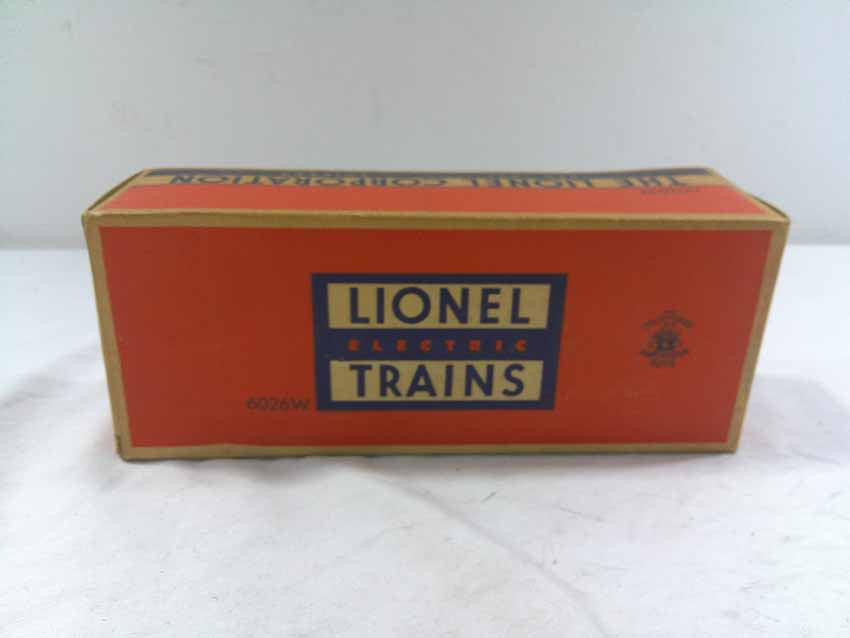 THE LIONEL CORPORATION
LIONEL
ELECTRIC
TRAINS
6026W